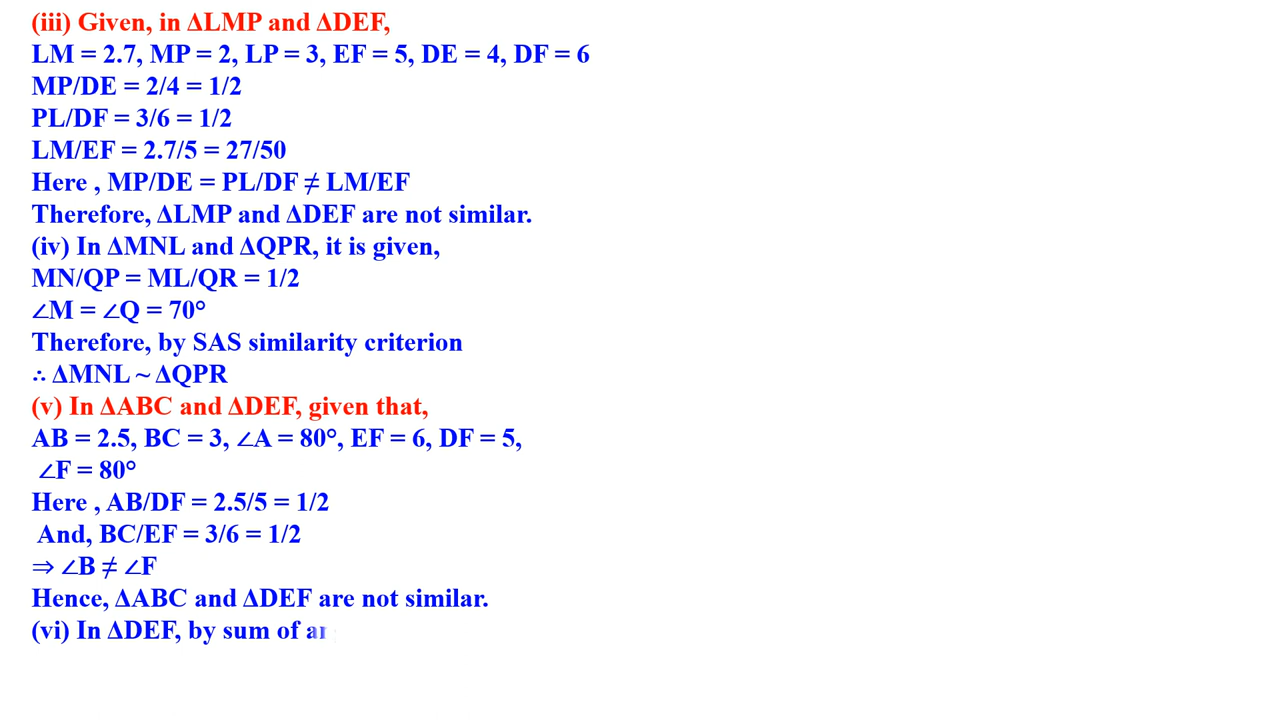 (iii) Given, in ΔLMP and ΔDEF,
LM = 2.7, MP = 2, LP = 3, EF = 5, DE = 4, DF = 6
MP/DE = 2/4 = 1/2
PL/DF = 3/6 = 1/2
LM/EF = 2.7/5 = 27/50
Here , MP/DE = PL/DF ≠ LM/EF
Therefore, ΔLMP and ΔDEF are not similar.
(iv) In ΔMNL and ΔQPR, it is given,
MN/QP = ML/QR = 1/2
∠M = ∠Q = 70°
Therefore, by SAS similarity criterion
∴ ΔMNL ~ ΔQPR
(v) In ΔABC and ΔDEF, given that,
AB = 2.5, BC = 3, ∠A = 80°, EF = 6, DF = 5,
∠F = 80°
Here , AB/DF = 2.5/5 = 1/2
And, BC/EF = 3/6 = 1/2
⇒ ∠B ≠ ∠F
Hence, ΔABC and ΔDEF are not similar.
(vi) In ΔDEF, by sum of